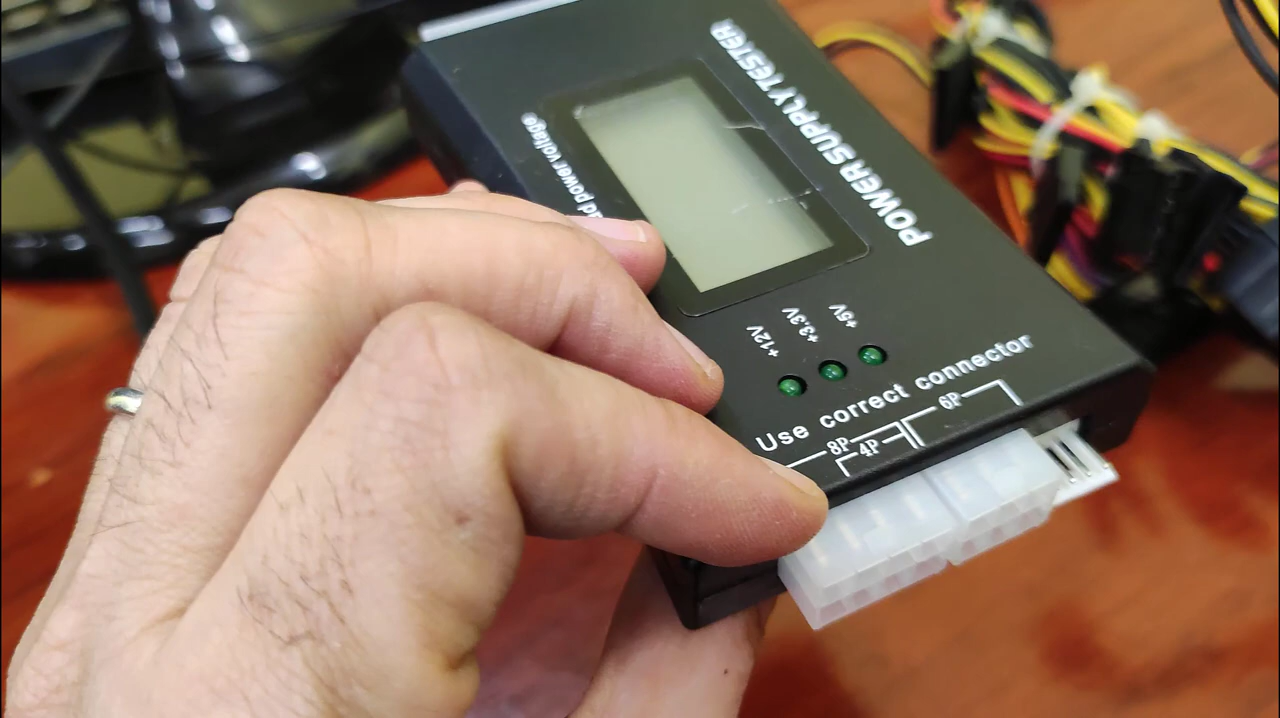 POWER SUPPLY TESTER
power voltage
+12V
+3.3V
+5V
Use correct connector
8P
4P
6P